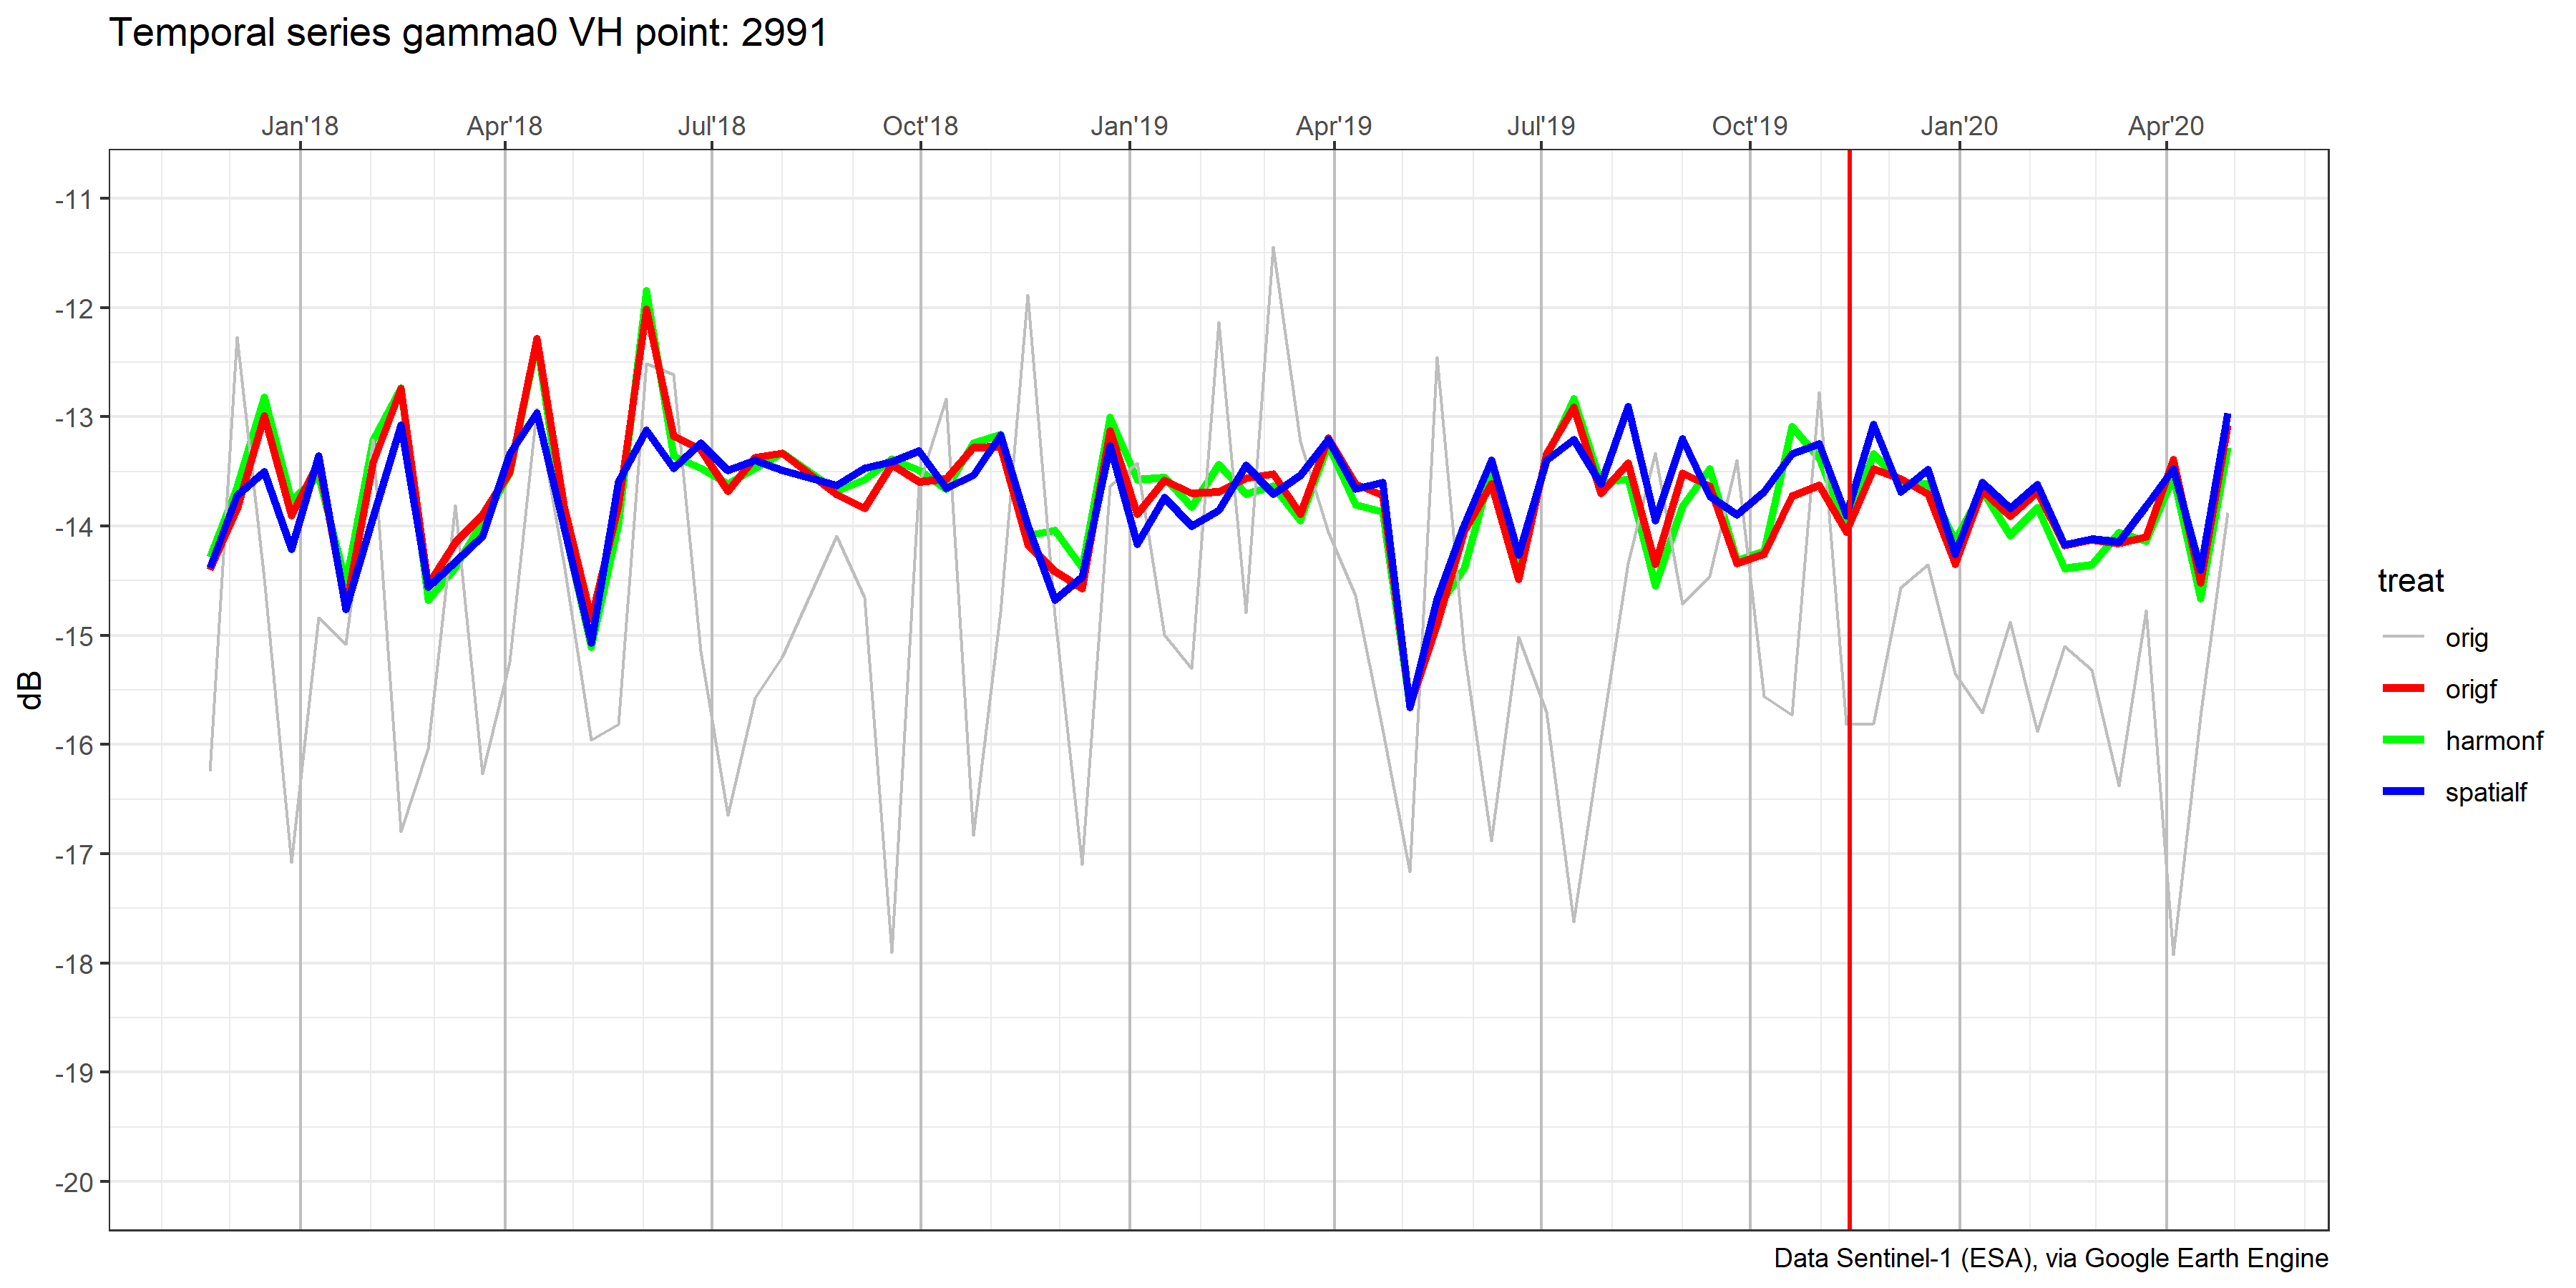 Temporal series gamma0 VH point: 2991
Jan'18 Apr'18 Jul'18 Oct'18 Jan'19 Apr'19 Jul'19 Oct'19 Jan'20 Apr'20
-11
-12
-13
-14
-15
-16
-17
-18
-19
-20
dB
treat
orig
origf
harmonf
spatialf
Data Sentinel-1 (ESA), via Google Earth Engine